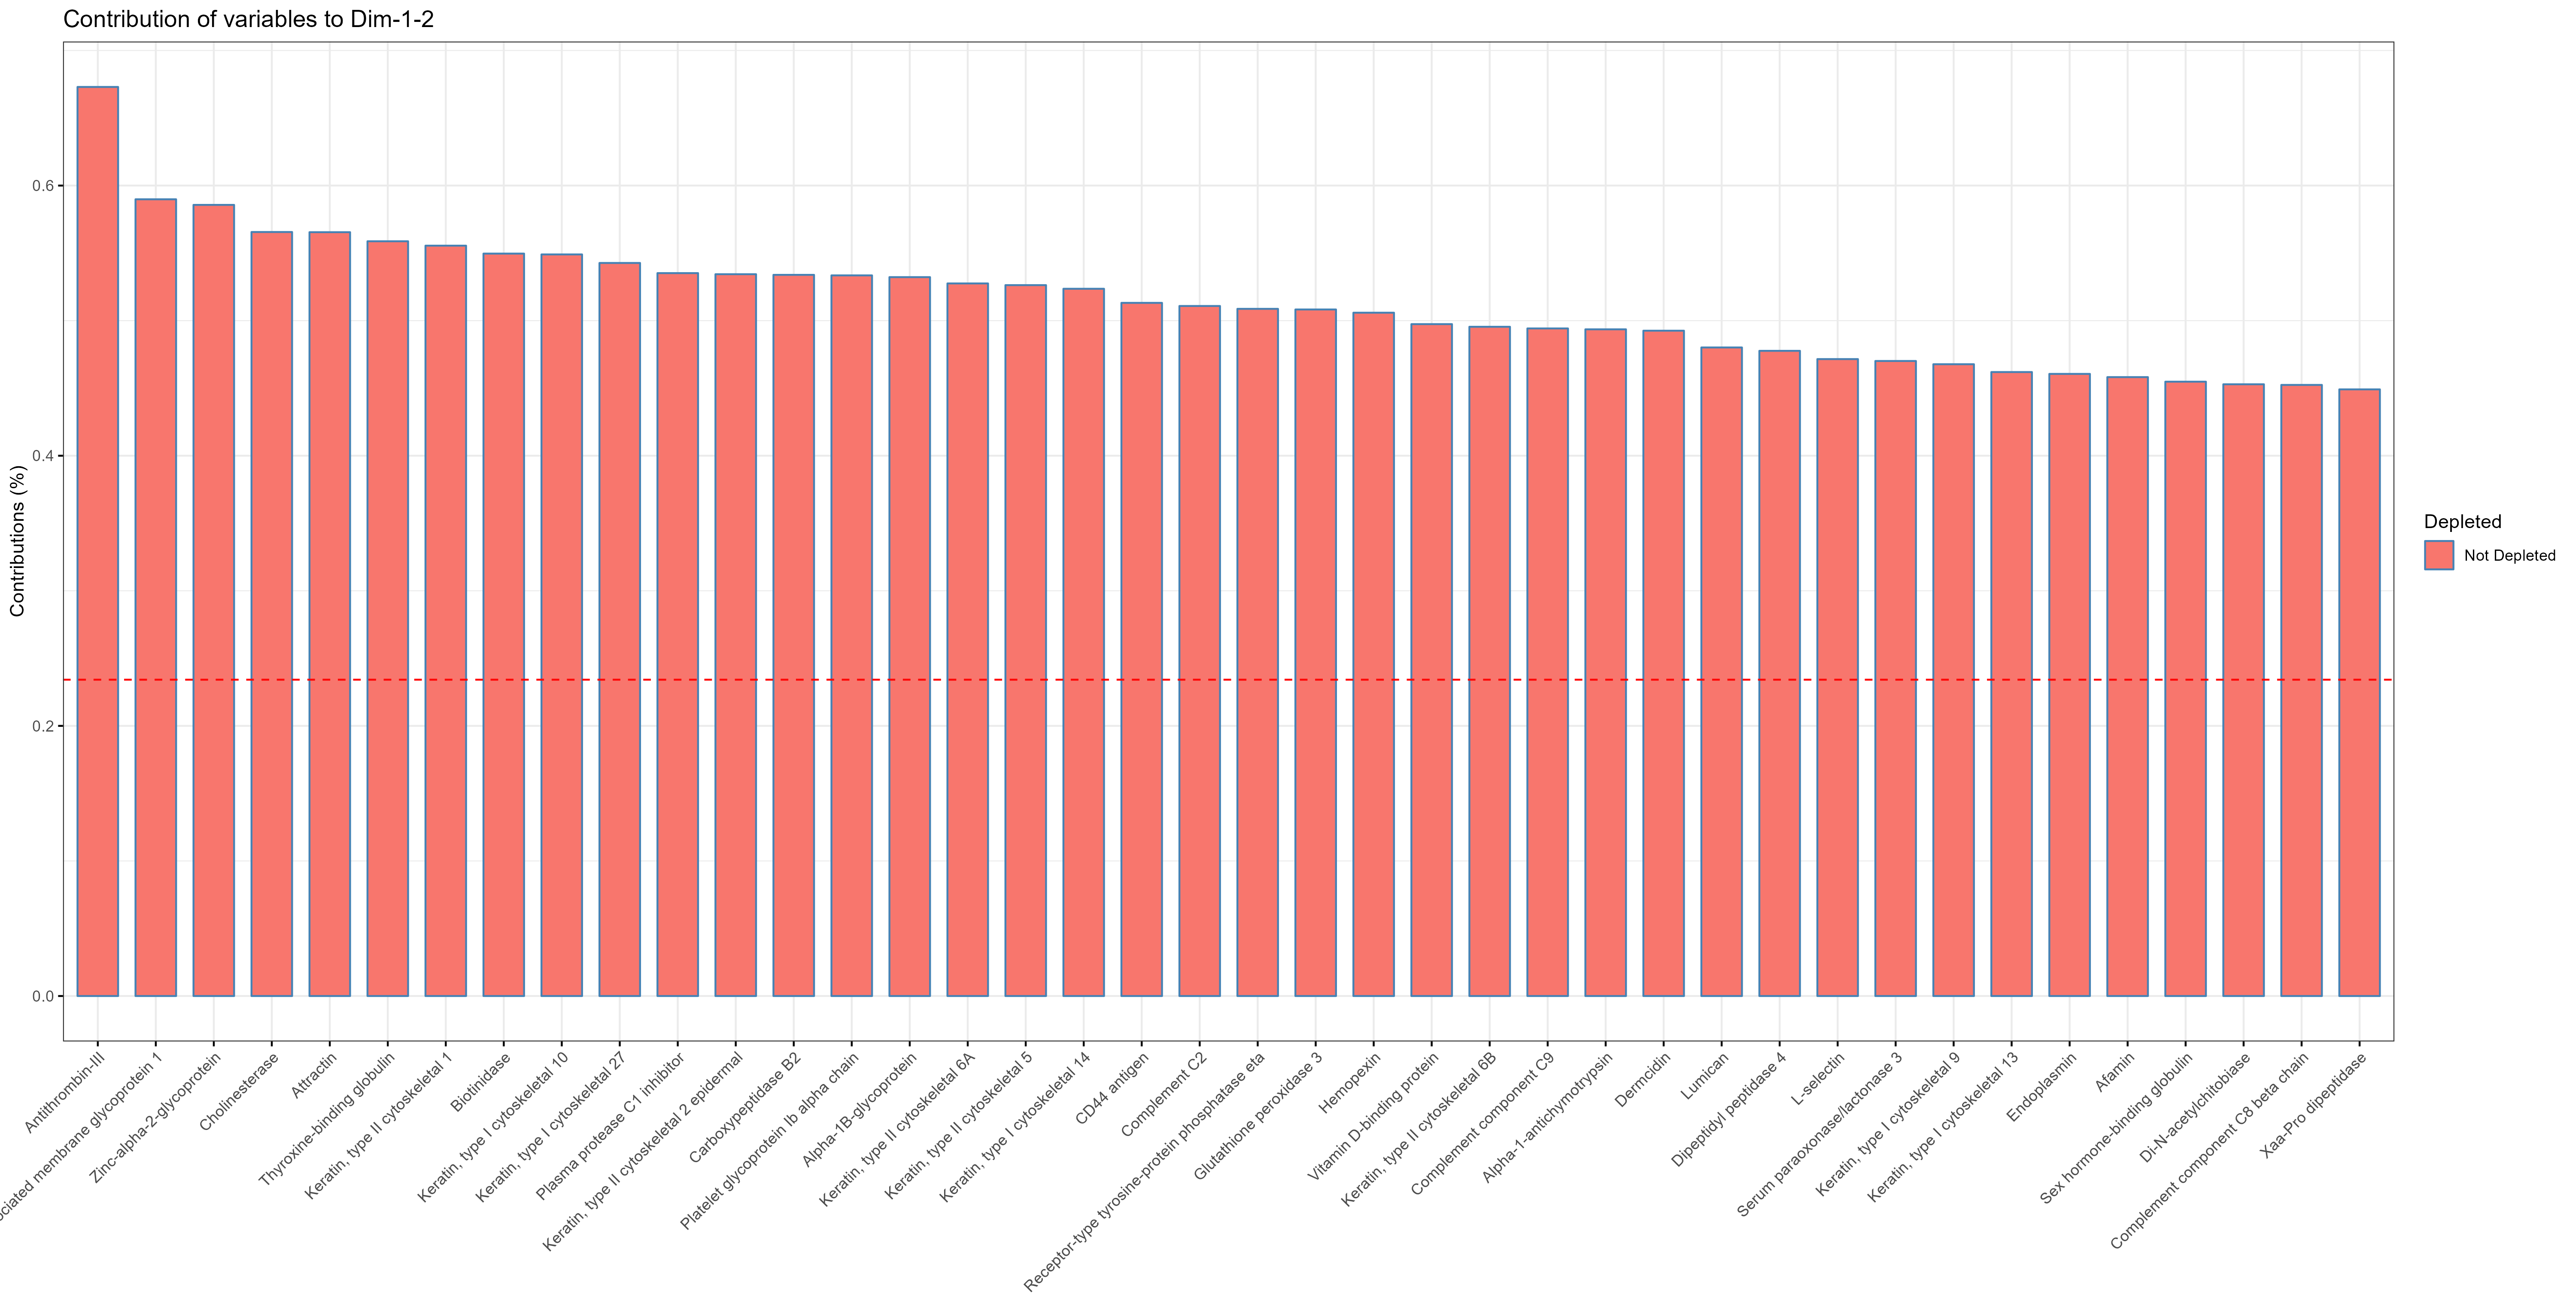 Contribution of variables to Dim-1-2
Contributions (%)
0.6
0.4
0.2
0.0
Antithrombin-III
membrane glycoprotein 1
Zinc-alpha-2-glycoprotein
Cholinesterase
Attractin
Thyroxine-binding globulin
Keratin, type II cytoskeletal 1
Biotinidase
Keratin, type I cytoskeletal 10
Keratin, type I cytoskeletal 27
Plasma protease C1 inhibitor
Keratin, type II cytoskeletal 2 epidermal
Carboxypeptidase B2
Platelet glycoprotein Ib alpha chain
Alpha-1B-glycoprotein
Keratin, type II cytoskeletal 6A
Keratin, type II cytoskeletal 5
Keratin, type I cytoskeletal 14
CD44 antigen
Complement C2
Receptor-type tyrosine-protein phosphatase eta
Glutathione peroxidase 3
Hemopexin
Vitamin D-binding protein
Keratin, type II cytoskeletal 6B
Complement component C9
Alpha-1-antichymotrypsin
Dermcidin
Lumican
Dipeptidyl peptidase 4
L-selectin
Serum paraoxonase/lactonase 3
Keratin, type I cytoskeletal 9
Keratin, type I cytoskeletal 13
Endoplasmin
Afamin
Sex hormone-binding globulin
Di-N-acetylchitobiase
Complement component C8 beta chain
Xaa-Pro dipeptidase
Depleted
Not Depleted